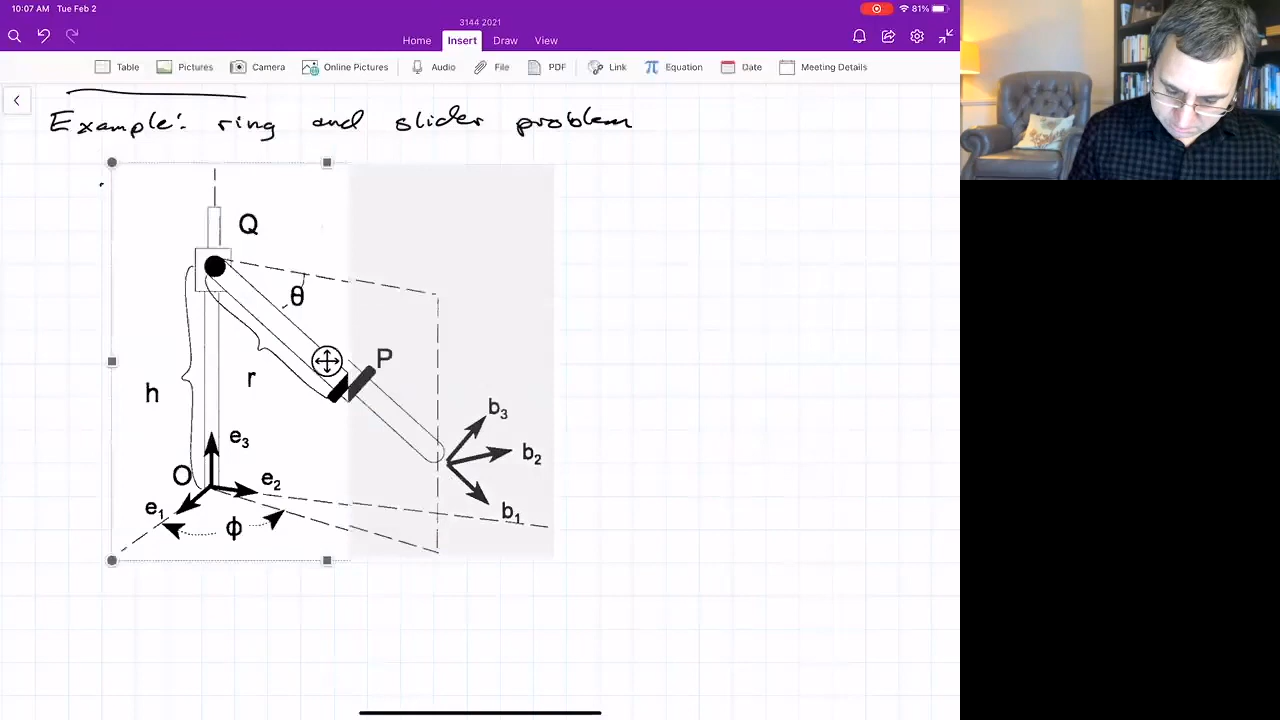 10:07 AM Tue Feb 2
81%
3144 2021
Home Insert Draw View
Table Pictures Camera Online Pictures Audio File PDF Link Equation Date Meeting Details
Example: ring and slider problem
Q
θ
P
h
r
b3
e3
b2
O
e2
e1
b1
ϕ